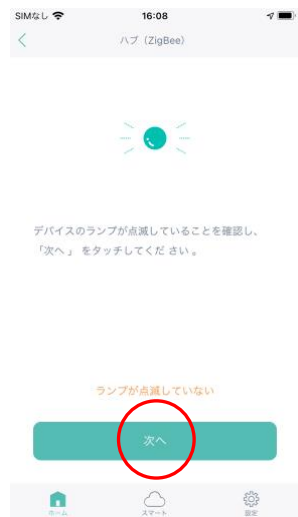 SIMなし 16:08
ハブ（ZigBee）
デバイスのランプが点滅していることを確認し、
「次へ 」 をタッチしてくだ さい 。
ランプが点滅していない
次へ
ホーム スマート 設定